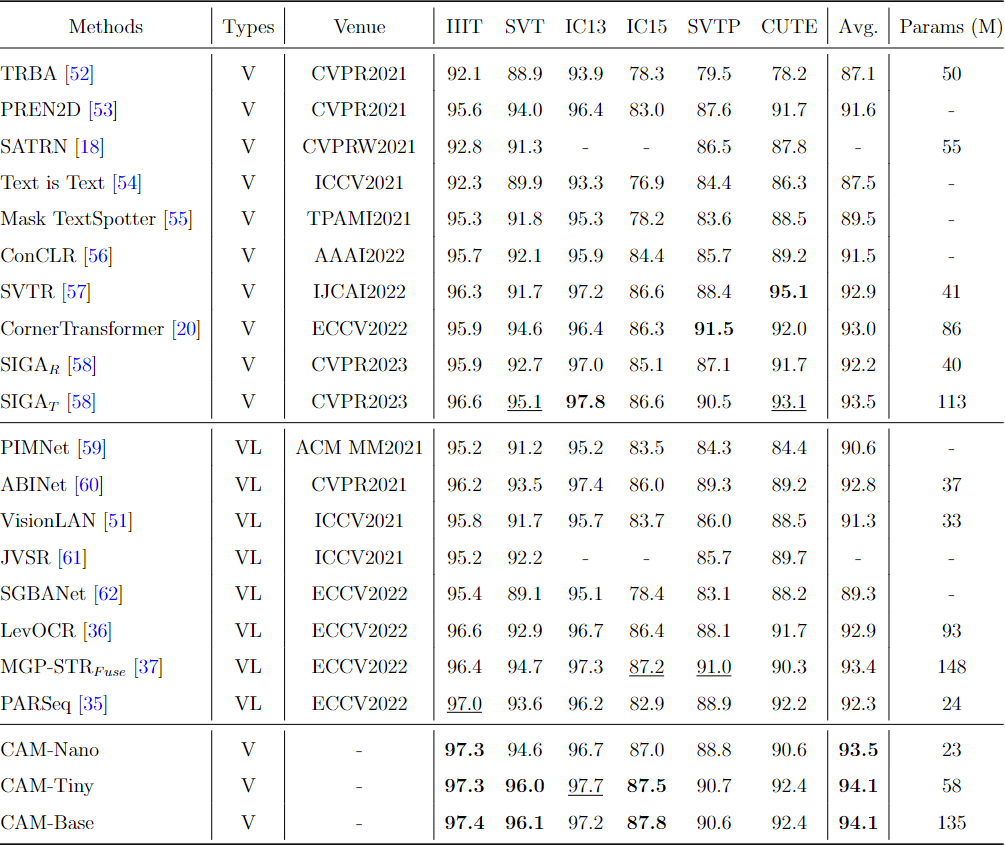 Methods Types Venue IIIT SVT IC13 IC15 SVTP CUTE Avg. Params (M)
TRBA [52] V CVPR2021 92.1 88.9 93.9 78.3 79.5 78.2 87.1 50
PREN2D [53] V CVPR2021 95.6 94.0 96.4 83.0 87.6 91.7 91.6 -
SATRN [18] V CVPRW2021 92.8 91.3 - - 86.5 87.8 - 55
Text is Text [54] V ICCV2021 92.3 89.9 93.3 76.9 84.4 86.3 87.5 -
Mask TextSpotter [55] V TPAMI2021 95.3 91.8 95.3 78.2 83.6 88.5 89.5 -
ConCLR [56] V AAAI2022 95.7 92.1 95.9 84.4 85.7 89.2 91.5 -
SVTR [57] V IJCAI2022 96.3 91.7 97.2 86.6 88.4 95.1 92.9 41
CornerTransformer [20] V ECCV2022 95.9 94.6 96.4 86.3 91.5 92.0 93.0 86
SIGA_R [58] V CVPR2023 95.9 92.7 97.0 85.1 87.1 91.7 92.2 40
SIGA_T [58] V CVPR2023 96.6 95.1 97.8 86.6 90.5 93.1 93.5 113
PIMNet [59] VL ACM MM2021 95.2 91.2 95.2 83.5 84.3 84.4 90.6 -
ABINet [60] VL CVPR2021 96.2 93.5 97.4 86.0 89.3 89.2 92.8 37
VisionLAN [51] VL ICCV2021 95.8 91.7 95.7 83.7 86.0 88.5 91.3 33
JVSR [61] VL ICCV2021 95.2 92.2 - - 85.7 89.7 - -
SGBANet [62] VL ECCV2022 95.4 89.1 95.1 78.4 83.1 88.2 89.3 -
LevOCR [36] VL ECCV2022 96.6 92.9 96.7 86.4 88.1 91.7 92.9 93
MGP-STR_Fuse [37] VL ECCV2022 96.4 94.7 97.3 87.2 91.0 90.3 93.4 148
PARSeq [35] VL ECCV2022 97.0 93.6 96.2 82.9 88.9 92.2 92.3 24
CAM-Nano V - 97.3 94.6 96.7 87.0 88.8 90.6 93.5 23
CAM-Tiny V - 97.3 96.0 97.7 87.5 90.7 92.4 94.1 58
CAM-Base V - 97.4 96.1 97.2 87.8 90.6 92.4 94.1 135